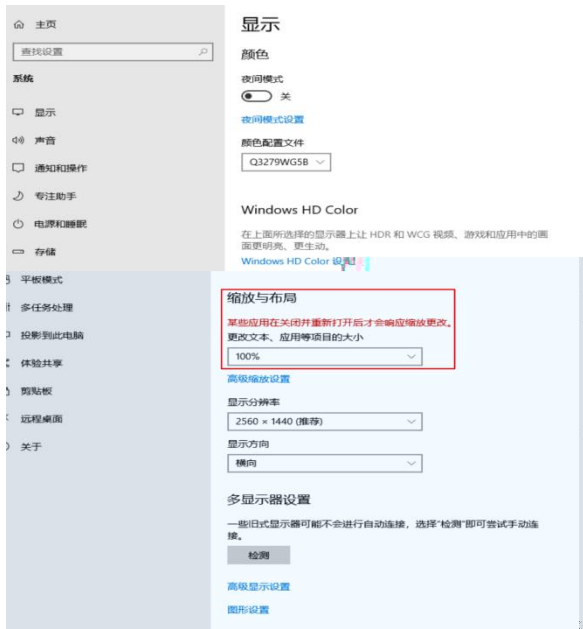 主页
查找设置
系统
显示
声音
通知和操作
专注助手
电源和睡眠
存储
平板模式
多任务处理
投影到此电脑
体验共享
剪贴板
远程桌面
关于
显示
颜色
夜间模式
关
夜间模式设置
颜色配置文件
Q3279WG5B
Windows HD Color
在上面所选择的显示器上让 HDR 和 WCG 视频、游戏和应用中的画
面更明亮、更生动。
Windows HD Color 设置
缩放与布局
某些应用在关闭并重新打开后才会响应缩放更改。
更改文本、应用等项目的大小
100%
高级缩放设置
显示分辨率
2560 × 1440 (推荐)
显示方向
横向
多显示器设置
一些旧式显示器可能不会进行自动连接，选择"检测"即可尝试手动连
接。
检测
高级显示设置
图形设置